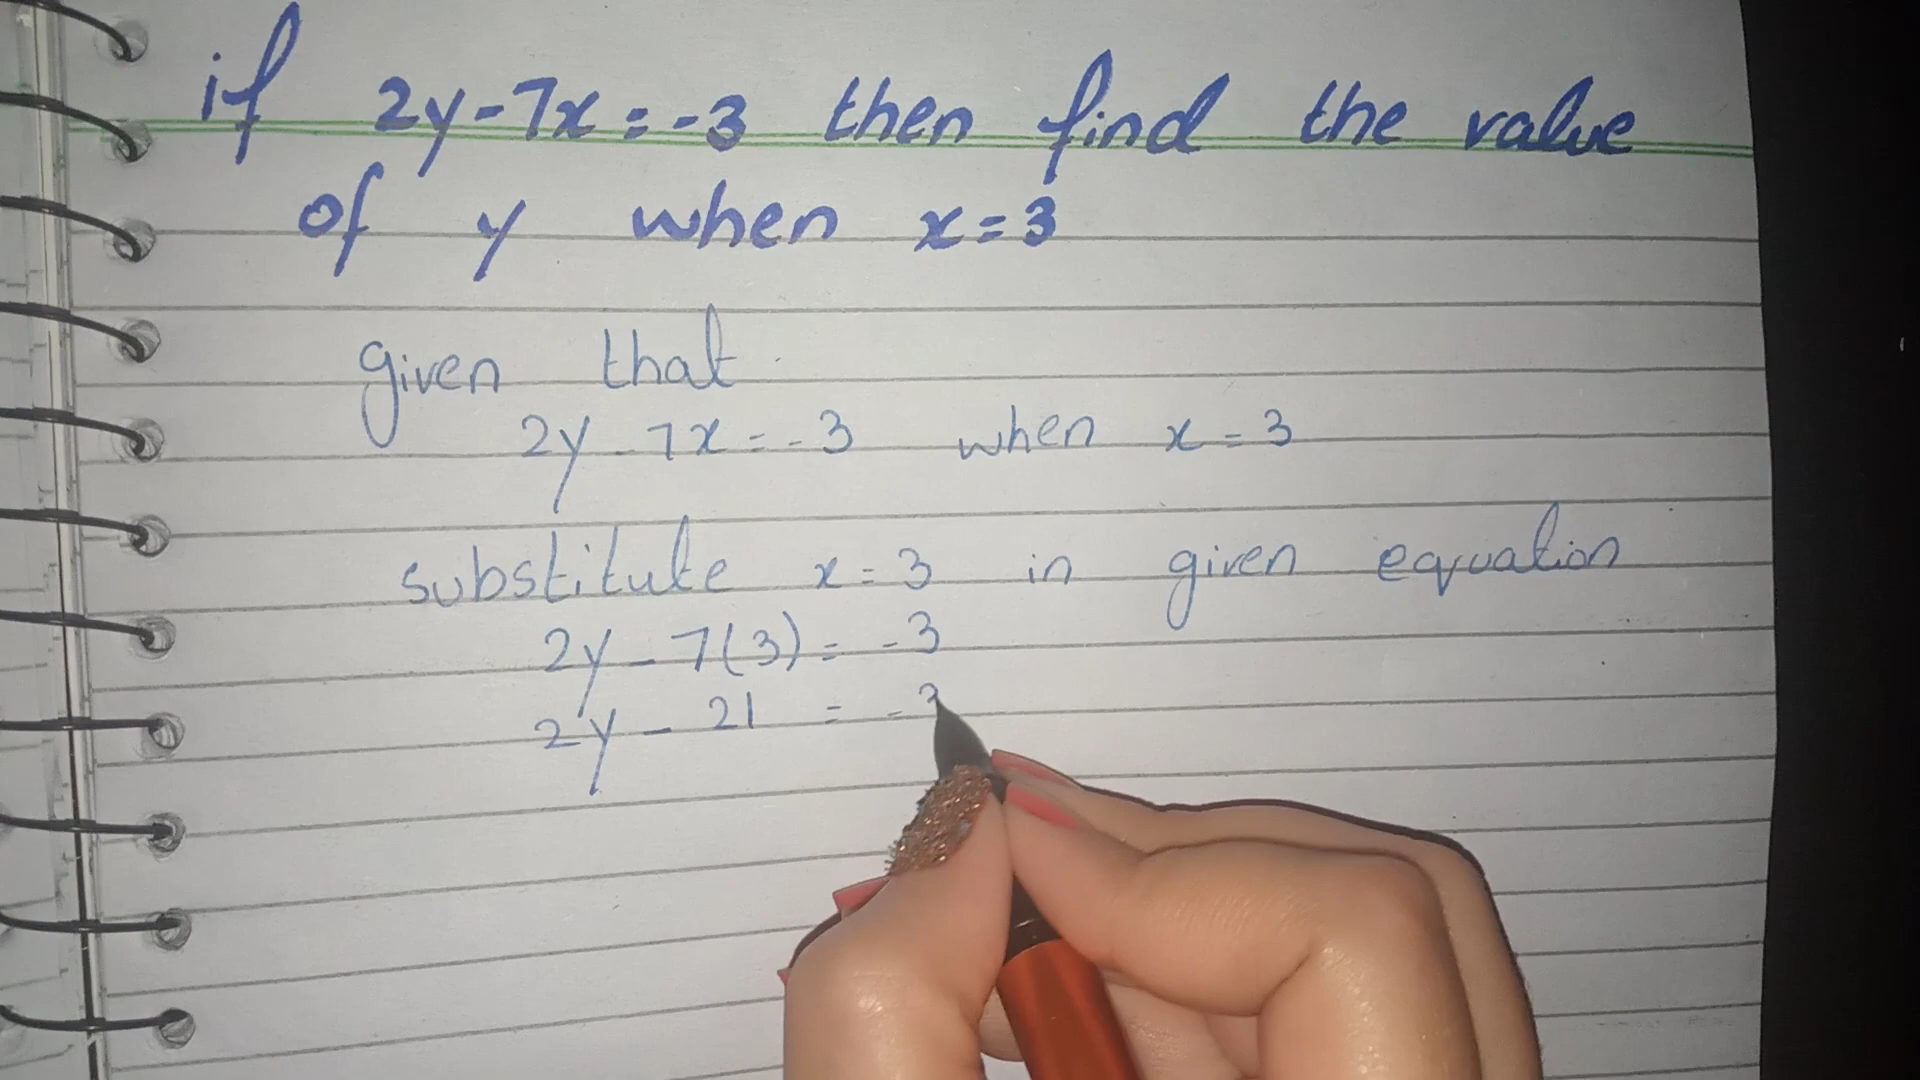 if 2y-7x=-3 then find the value
of y when x=3
given that
2y-7x=-3 when x=3
substitute x=3 in given equation
2y-7(3)=-3
2y-21=-3